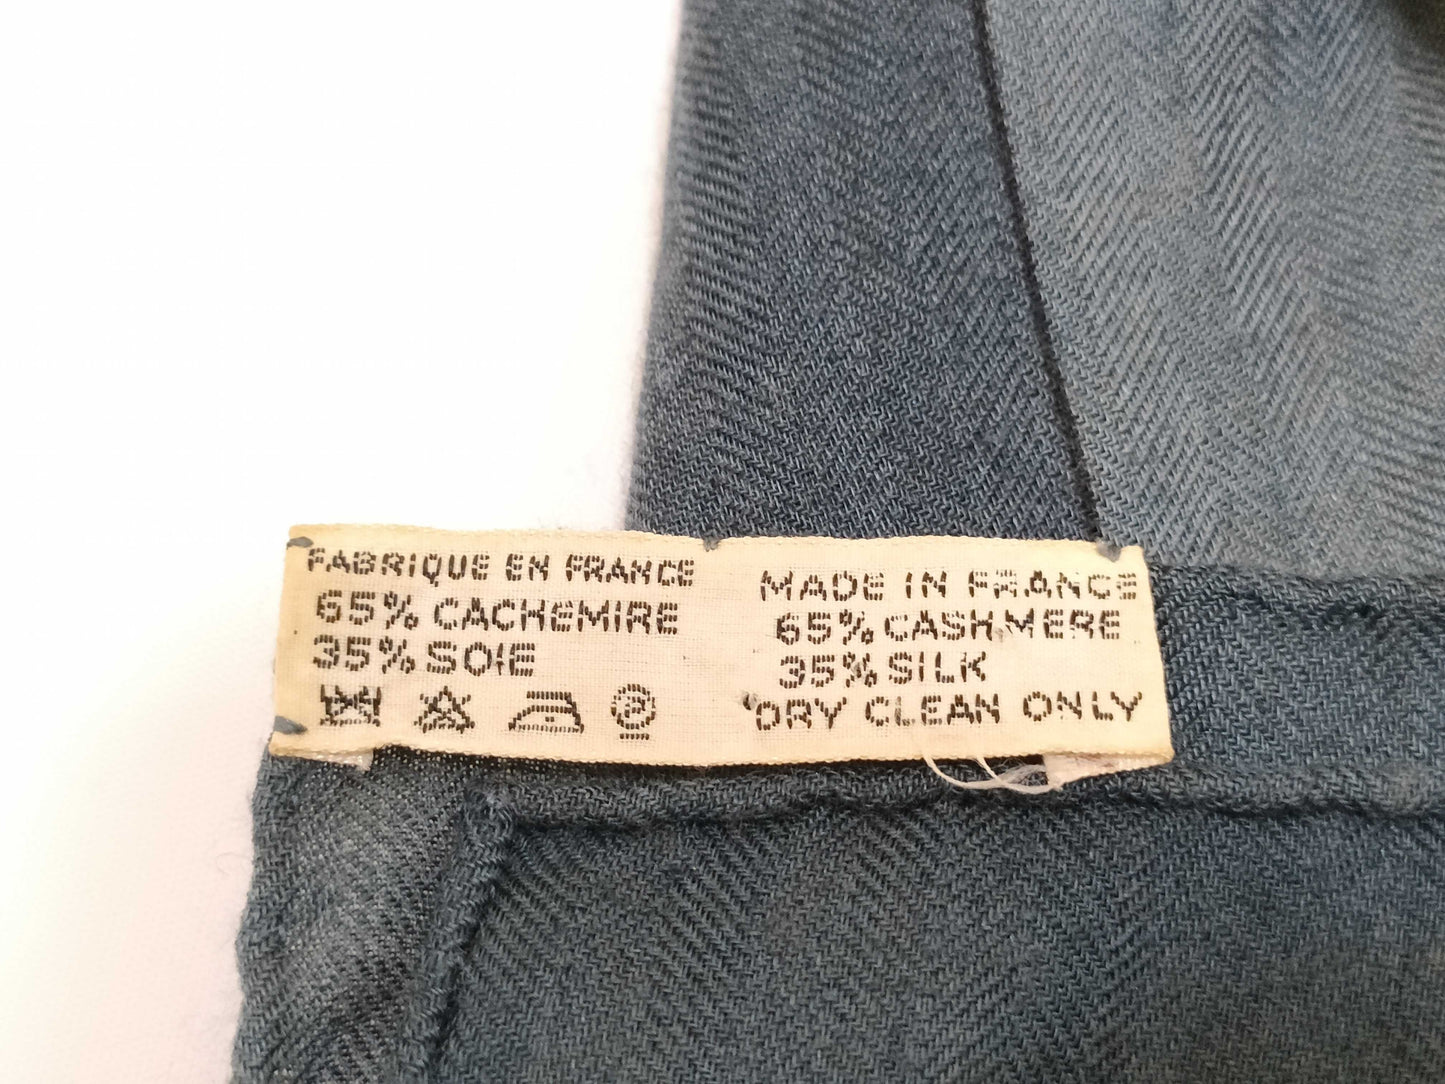 FABRIQUE EN FRANCE
65% CACHEMIRE
35% SOIE
P
MADE IN FRANCE
65% CASHMERE
35% SILK
DRY CLEAN ONLY